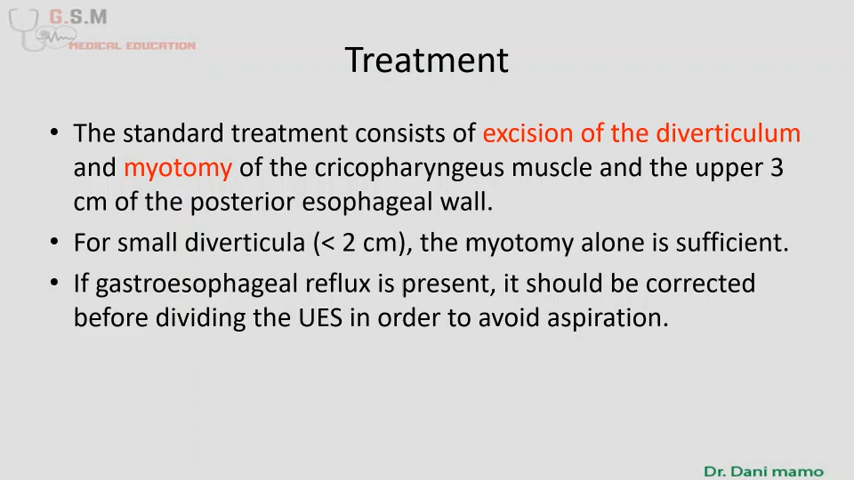 G.S.M
MEDICAL EDUCATION
Treatment
• The standard treatment consists of excision of the diverticulum
and myotomy of the cricopharyngeus muscle and the upper 3
cm of the posterior esophageal wall.
• For small diverticula (< 2 cm), the myotomy alone is sufficient.
• If gastroesophageal reflux is present, it should be corrected
before dividing the UES in order to avoid aspiration.
Dr. Dani mamo